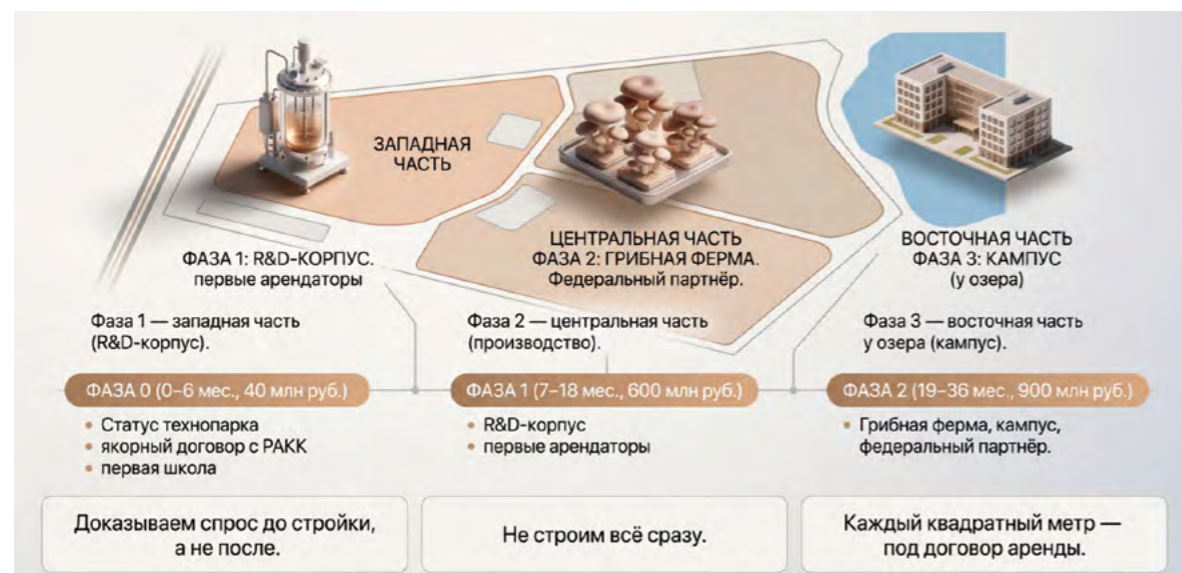 ЗАПАДНАЯ
ЧАСТЬ
ФАЗА 1: R&D-КОРПУС.
первые арендаторы
ЦЕНТРАЛЬНАЯ ЧАСТЬ
ФАЗА 2: ГРИБНАЯ ФЕРМА.
Федеральный партнёр.
ВОСТОЧНАЯ ЧАСТЬ
ФАЗА 3: КАМПУС
(у озера)
Фаза 1 — западная часть
(R&D-корпус).
Фаза 2 — центральная часть
(производство).
Фаза 3 — восточная часть
у озера (кампус).
ФАЗА 0 (0–6 мес., 40 млн руб.)
• Статус технопарка
• якорный договор с РАКК
• первая школа
ФАЗА 1 (7–18 мес., 600 млн руб.)
• R&D-корпус
• первые арендаторы
ФАЗА 2 (19–36 мес., 900 млн руб.)
• Грибная ферма, кампус,
федеральный партнёр.
Доказываем спрос до стройки,
а не после.
Не строим всё сразу.
Каждый квадратный метр —
под договор аренды.